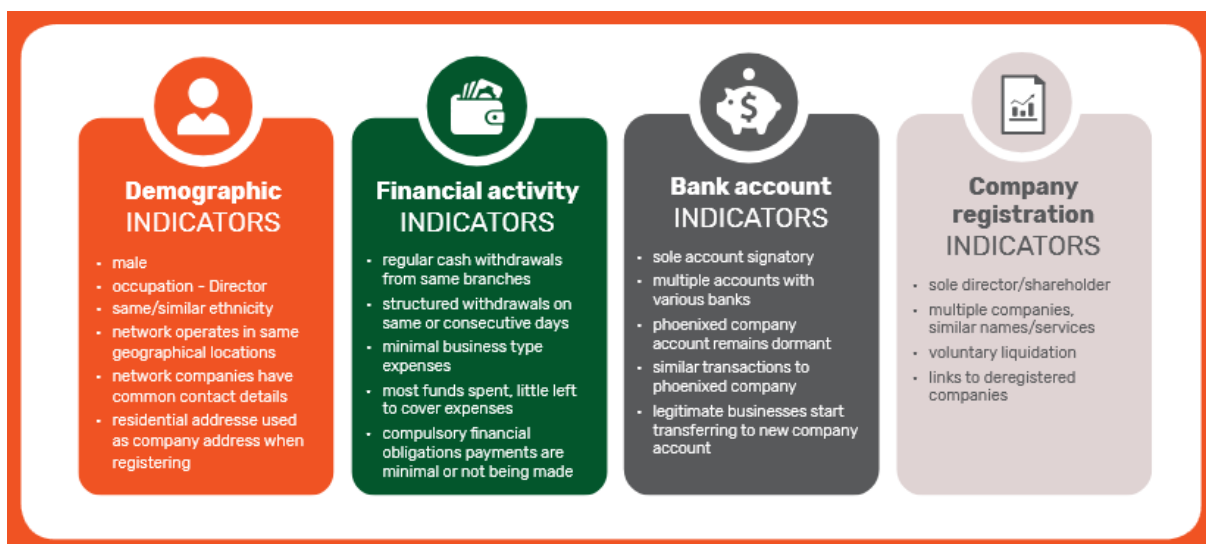 Demographic
INDICATORS
• male
• occupation - Director
• same/similar ethnicity
• network operates in same
geographical locations
• network companies have
common contact details
• residential addresse used
as company address when
registering
Financial activity
INDICATORS
• regular cash withdrawals
from same branches
• structured withdrawals on
same or consecutive days
• minimal business type
expenses
• most funds spent, little left
to cover expenses
• compulsory financial
obligations payments are
minimal or not being made
$
Bank account
INDICATORS
• sole account signatory
• multiple accounts with
various banks
• phoenixed company
account remains dormant
• similar transactions to
phoenixed company
• legitimate businesses start
transferring to new company
account
Company
registration
INDICATORS
• sole director/shareholder
• multiple companies,
similar names/services
• voluntary liquidation
• links to deregistered
companies